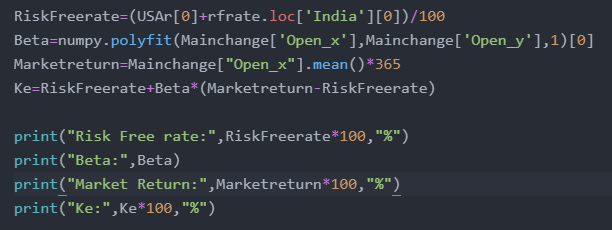 RiskFreerate=(USAr[0]+rfrate.loc['India'][0])/100
Beta=numpy.polyfit(Mainchange['Open_x'],Mainchange['Open_y'],1)[0]
Marketreturn=Mainchange["Open_x"].mean()*365
Ke=RiskFreerate+Beta*(Marketreturn-RiskFreerate)
print("Risk Free rate:",RiskFreerate*100,"%")
print("Beta:",Beta)
print("Market Return:",Marketreturn*100,"%")
print("Ke:",Ke*100,"%")